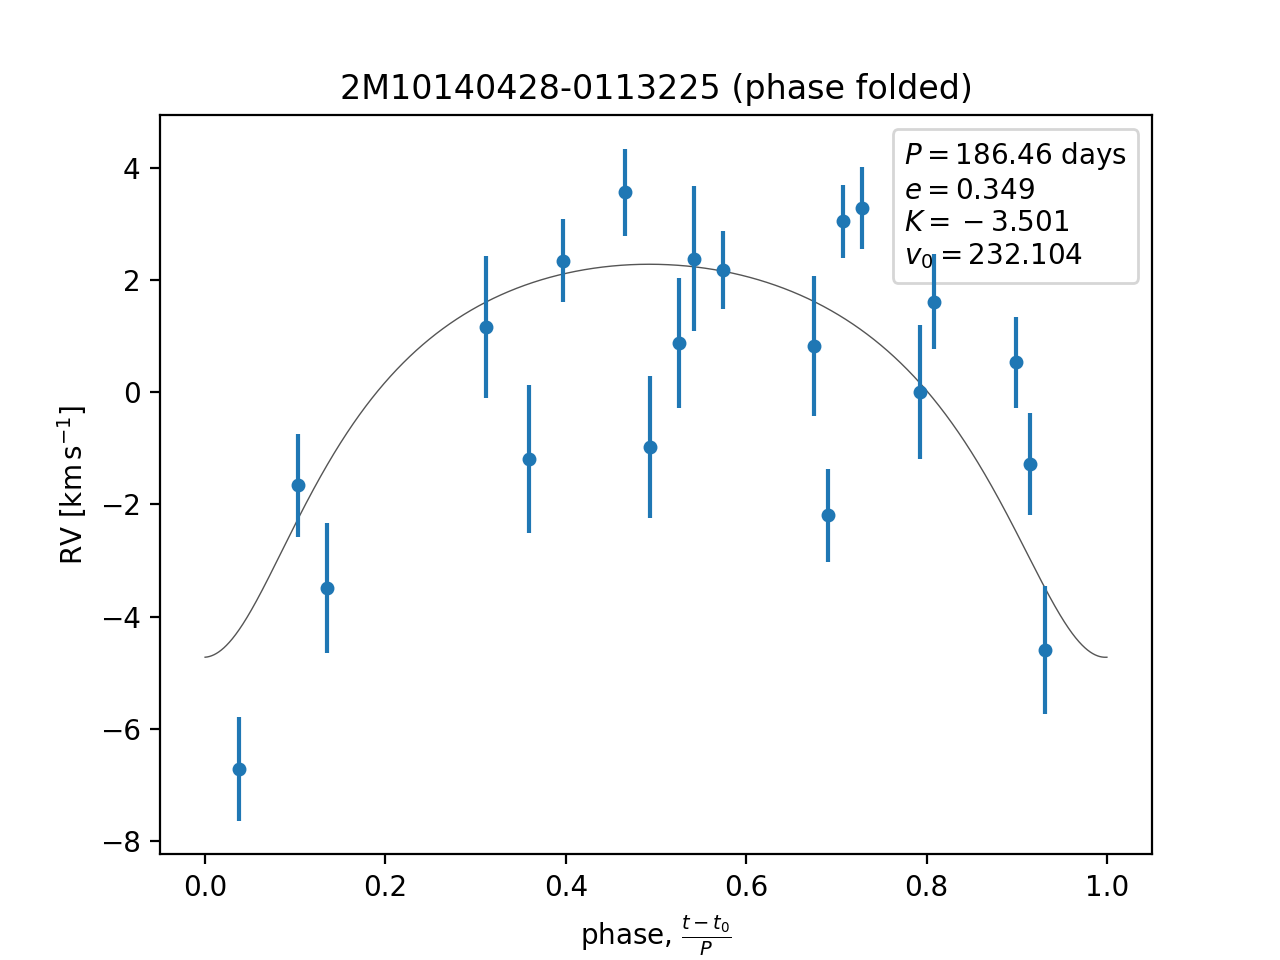 2M10140428-0113225 (phase folded)
P = 186.46 days
e = 0.349
K = −3.501
v₀ = 232.104
4
2
0
−2
−4
−6
−8
RV [km s⁻¹]
0.0 0.2 0.4 0.6 0.8 1.0
phase, (t − t₀)/P